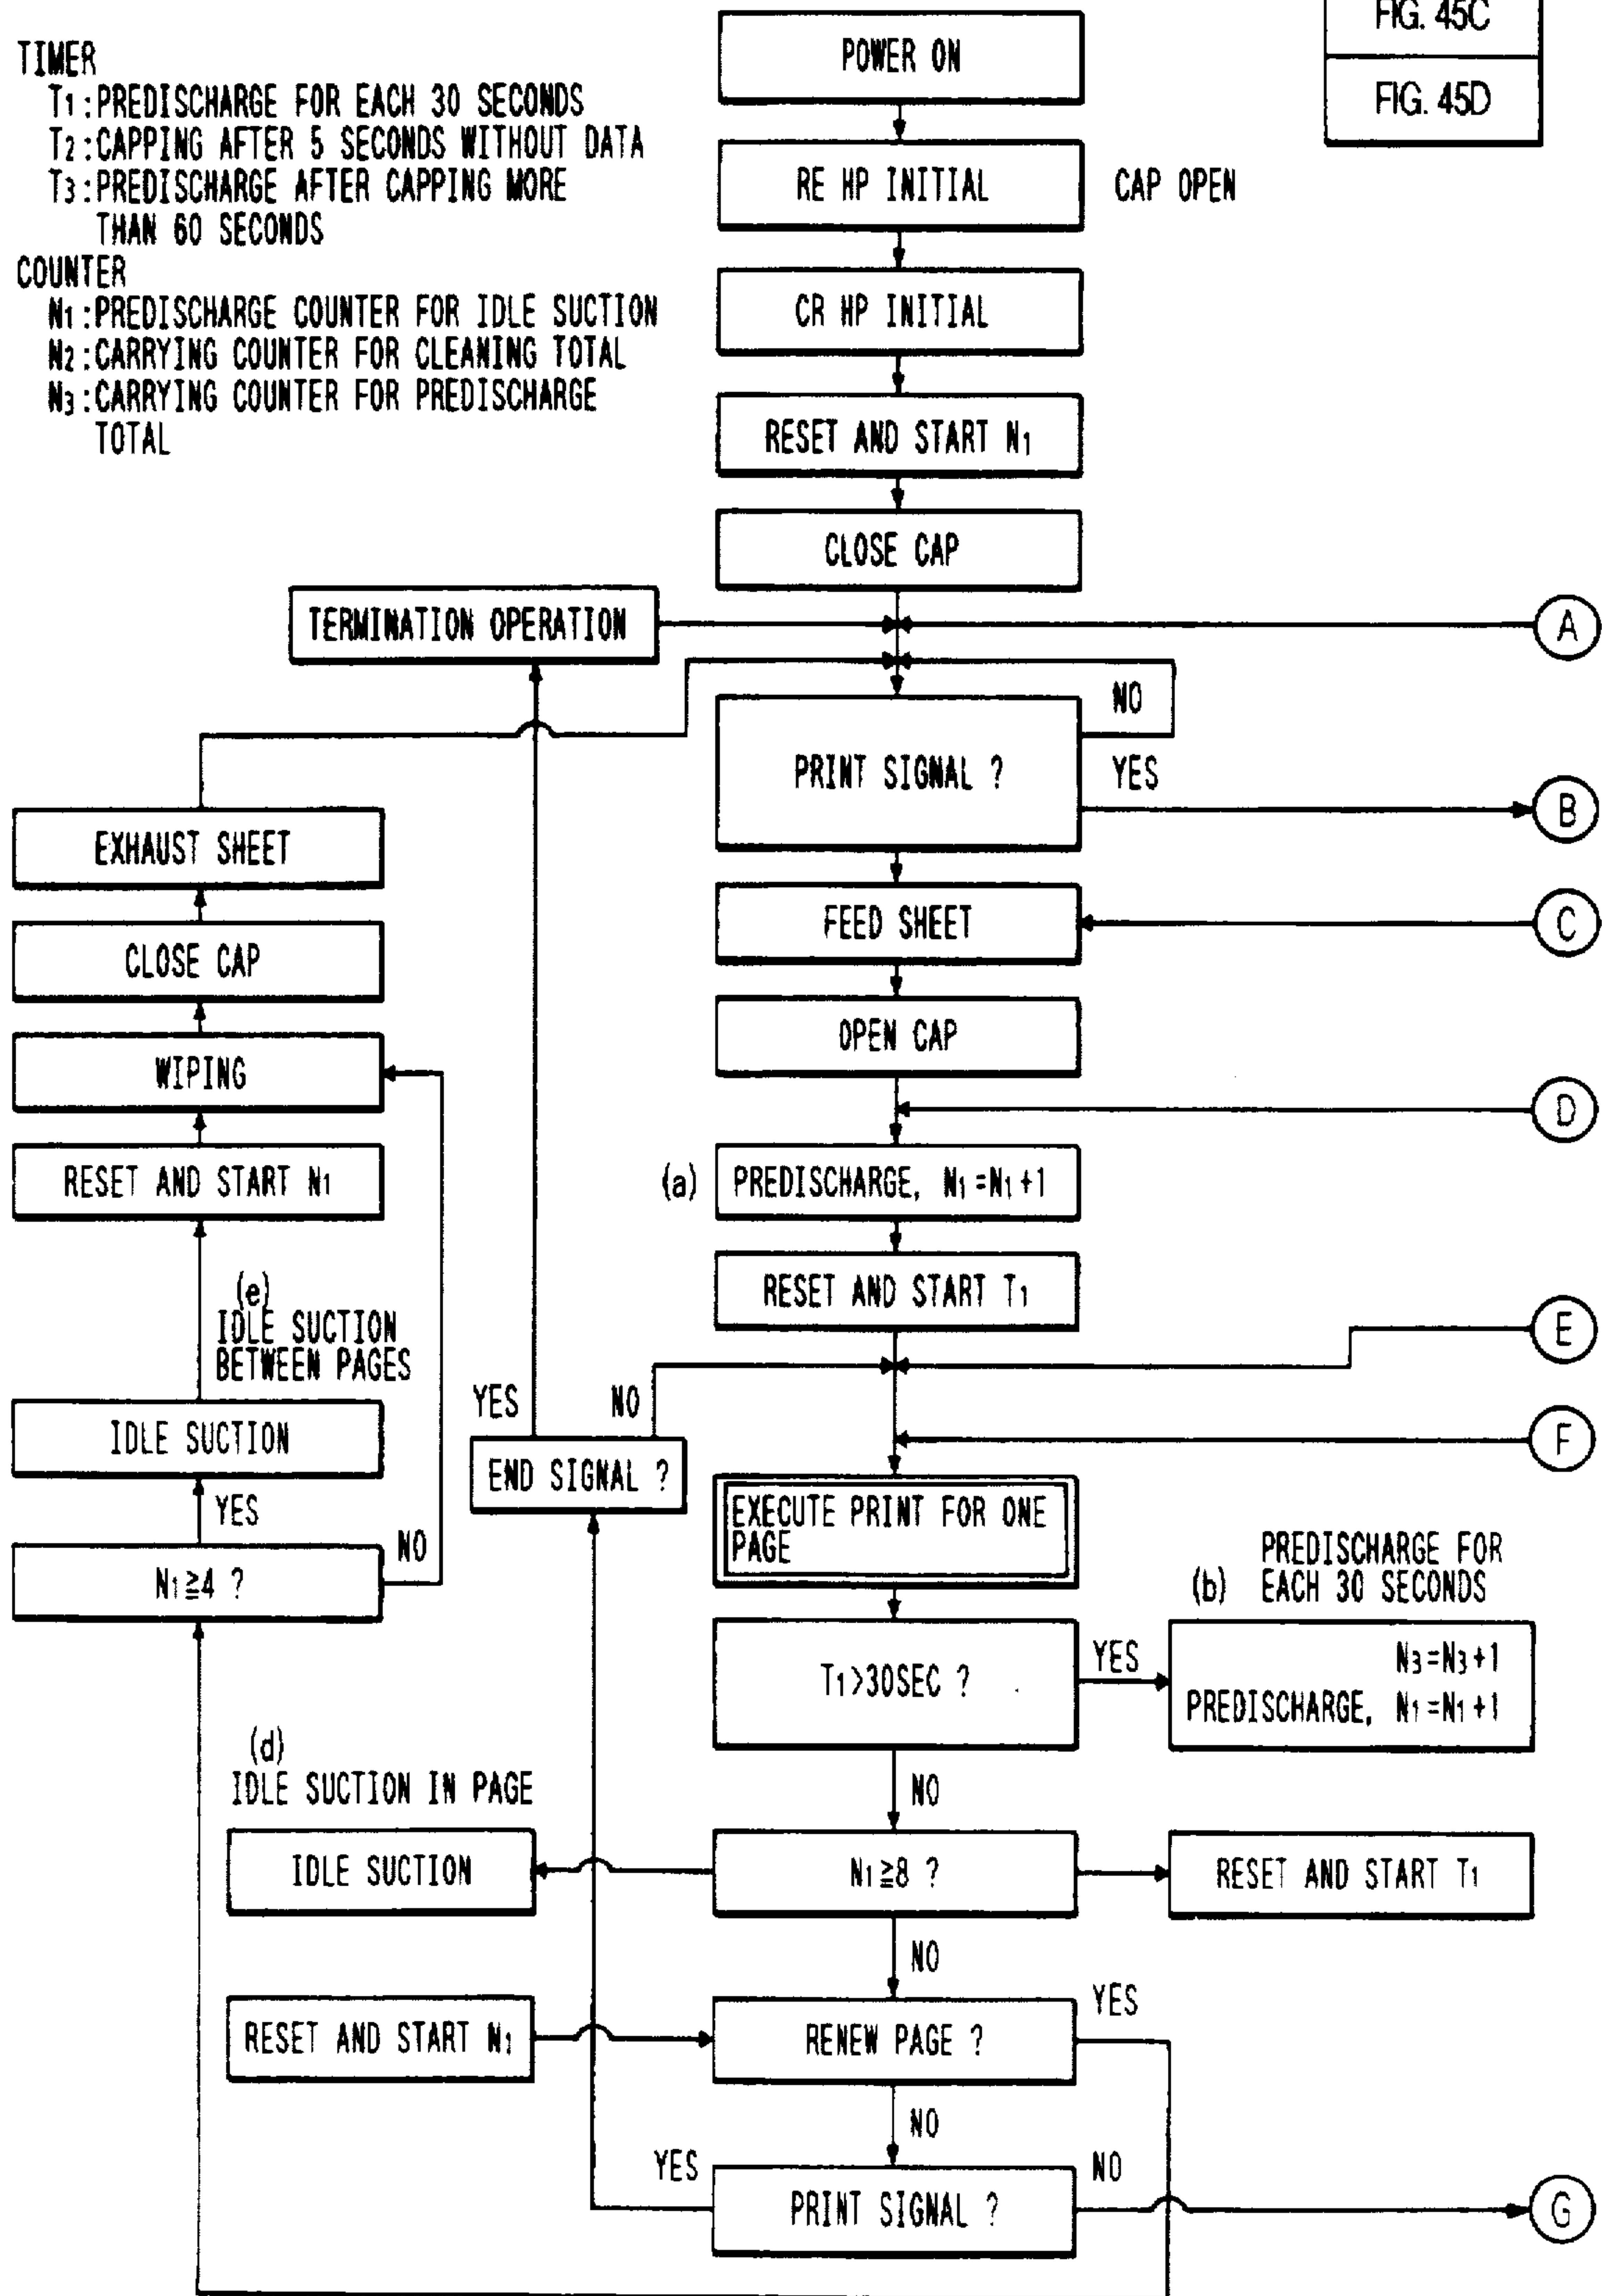 FIG. 45C
FIG. 45D
TIMER
T1:PREDISCHARGE FOR EACH 30 SECONDS
T2:CAPPING AFTER 5 SECONDS WITHOUT DATA
T3:PREDISCHARGE AFTER CAPPING MORE
THAN 60 SECONDS
COUNTER
N1:PREDISCHARGE COUNTER FOR IDLE SUCTION
N2:CARRYING COUNTER FOR CLEANING TOTAL
N3:CARRYING COUNTER FOR PREDISCHARGE
TOTAL
POWER ON
RE HP INITIAL
CAP OPEN
CR HP INITIAL
RESET AND START N1
CLOSE CAP
TERMINATION OPERATION
A
NO
PRINT SIGNAL ?
YES
B
EXHAUST SHEET
FEED SHEET
C
CLOSE CAP
OPEN CAP
WIPING
D
RESET AND START N1
(a)
PREDISCHARGE, N1=N1+1
RESET AND START T1
(e)
IDLE SUCTION
BETWEEN PAGES
E
YES
NO
IDLE SUCTION
F
END SIGNAL ?
YES
EXECUTE PRINT FOR ONE
PAGE
NO
N1≧4 ?
(b)
PREDISCHARGE FOR
EACH 30 SECONDS
T1>30SEC ?
YES
N3=N3+1
PREDISCHARGE, N1=N1+1
(d)
IDLE SUCTION IN PAGE
NO
IDLE SUCTION
N1≧8 ?
RESET AND START T1
NO
RESET AND START N1
RENEW PAGE ?
YES
NO
YES
PRINT SIGNAL ?
NO
G